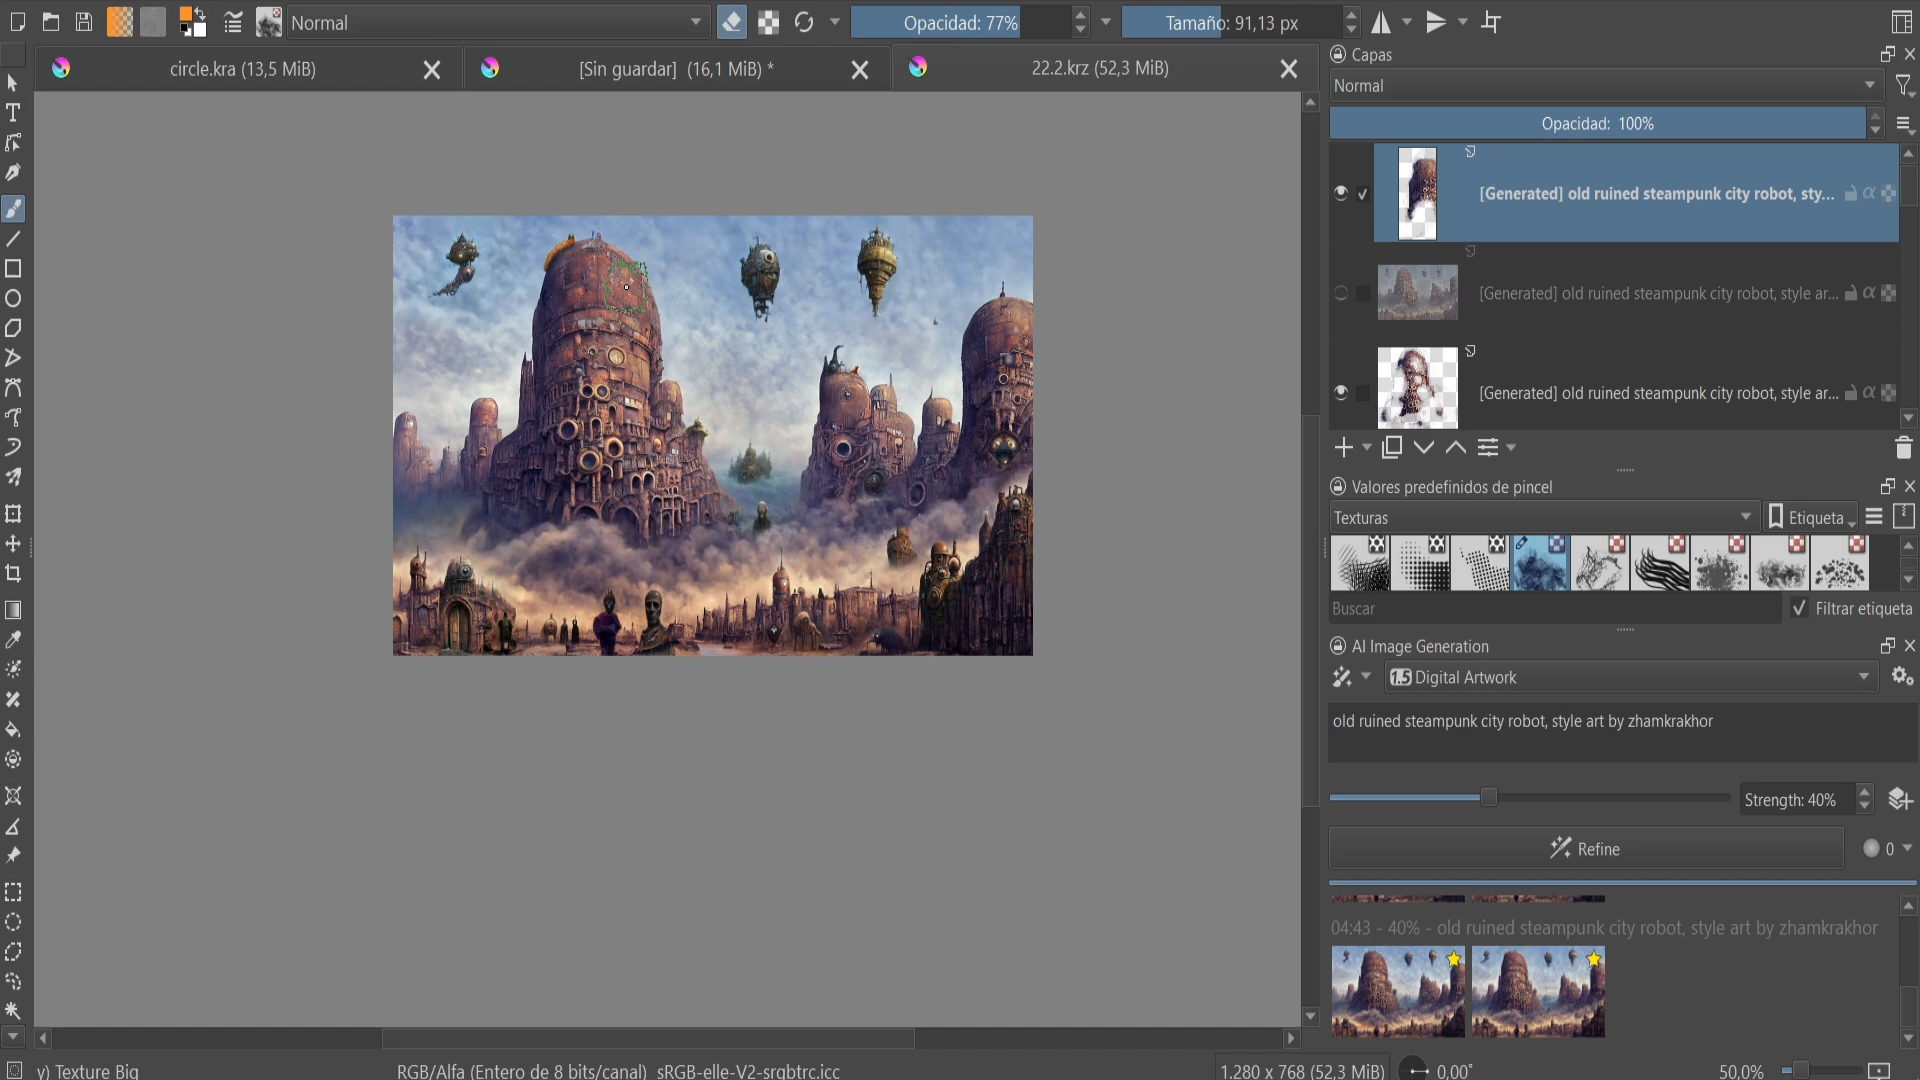 Normal
Opacidad: 77%
Tamaño: 91,13 px
circle.kra (13,5 MiB)
[Sin guardar] (16,1 MiB) *
22.2.krz (52,3 MiB)
Capas
Normal
Opacidad: 100%
[Generated] old ruined steampunk city robot, sty...
[Generated] old ruined steampunk city robot, style ar...
[Generated] old ruined steampunk city robot, style ar...
Valores predefinidos de pincel
Texturas
Etiqueta
Buscar
Filtrar etiqueta
AI Image Generation
1.5 Digital Artwork
old ruined steampunk city robot, style art by zhamkrakhor
Strength: 40%
Refine
0
04:43 - 40% - old ruined steampunk city robot, style art by zhamkrakhor
y) Texture Big
RGB/Alfa (Entero de 8 bits/canal) sRGB-elle-V2-srgbtrc.icc
1.280 x 768 (52,3 MiB)
0,00°
50,0%